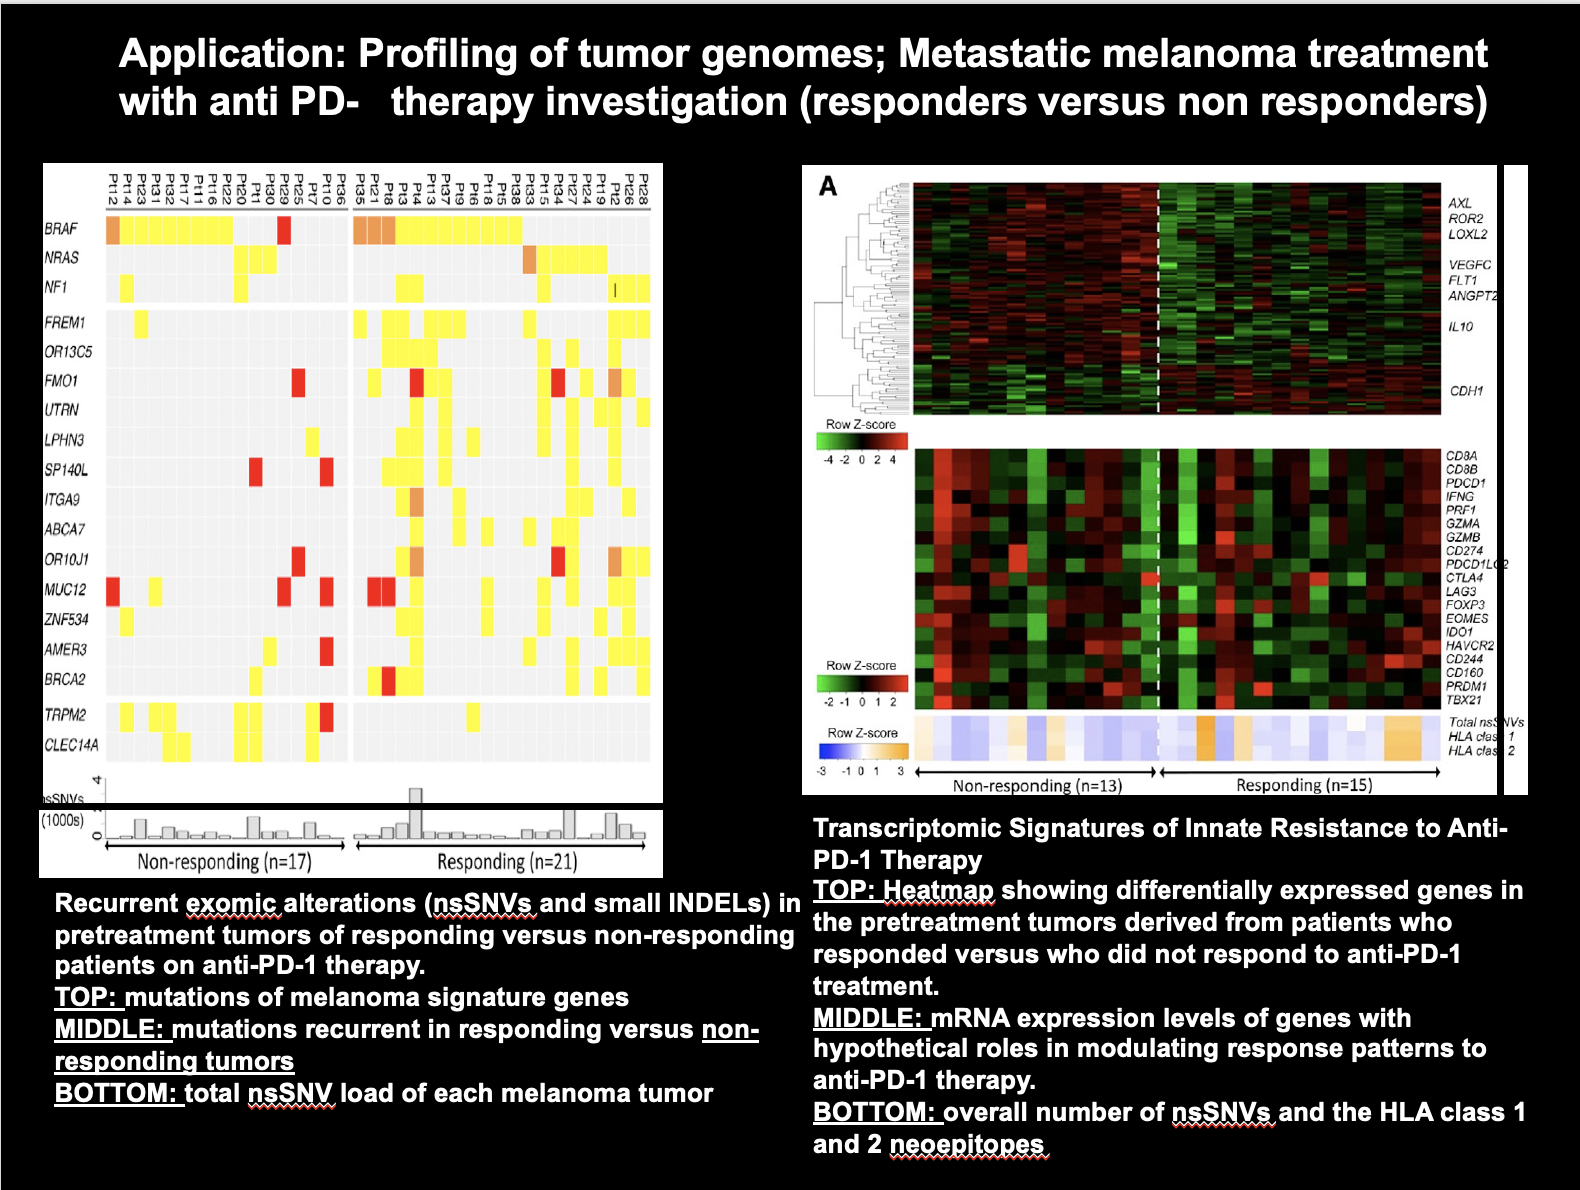 Application: Profiling of tumor genomes; Metastatic melanoma treatment
with anti PD- therapy investigation (responders versus non responders)
Pt12 Pt14 Pt23 Pt31 Pt32 Pt17 Pt11 Pt16 Pt22 Pt20 Pt1 Pt30 Pt29 Pt25 Pt7 Pt10 Pt36 Pt35 Pt21 Pt8 Pt3 Pt4 Pt13 Pt37 Pt9 Pt6 Pt18 Pt5 Pt38 Pt33 Pt15 Pt34 Pt27 Pt24 Pt19 Pt2 Pt26 Pt28
BRAF
NRAS
NF1
FREM1
OR13C5
FMO1
UTRN
LPHN3
SP140L
ITGA9
ABCA7
OR10J1
MUC12
ZNF534
AMER3
BRCA2
TRPM2
CLEC14A
4
nsSNVs
(1000s)
0
Non-responding (n=17)
Responding (n=21)
Recurrent exomic alterations (nsSNVs and small INDELs) in
pretreatment tumors of responding versus non-responding
patients on anti-PD-1 therapy.
TOP: mutations of melanoma signature genes
MIDDLE: mutations recurrent in responding versus non-
responding tumors
BOTTOM: total nsSNV load of each melanoma tumor
A
AXL
ROR2
LOXL2
VEGFC
FLT1
ANGPT2
IL10
CDH1
Row Z-score
-4 -2 0 2 4
CD8A
CD8B
PDCD1
IFNG
PRF1
GZMA
GZMB
CD274
PDCD1LG2
CTLA4
LAG3
FOXP3
EOMES
IDO1
HAVCR2
CD244
CD160
PRDM1
TBX21
Row Z-score
-2 -1 0 1 2
Total nsSNVs
HLA class 1
HLA class 2
Row Z-score
-3 -1 0 1 3
Non-responding (n=13)
Responding (n=15)
Transcriptomic Signatures of Innate Resistance to Anti-
PD-1 Therapy
TOP: Heatmap showing differentially expressed genes in
the pretreatment tumors derived from patients who
responded versus who did not respond to anti-PD-1
treatment.
MIDDLE: mRNA expression levels of genes with
hypothetical roles in modulating response patterns to
anti-PD-1 therapy.
BOTTOM: overall number of nsSNVs and the HLA class 1
and 2 neoepitopes